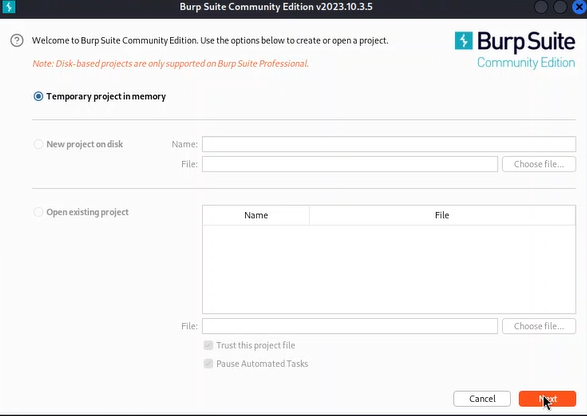 Burp Suite Community Edition v2023.10.3.5
Welcome to Burp Suite Community Edition. Use the options below to create or open a project.
Note: Disk-based projects are only supported on Burp Suite Professional.
Burp Suite
Community Edition
Temporary project in memory
New project on disk
Name:
File:
Choose file...
Open existing project
Name File
File:
Choose file...
Trust this project file
Pause Automated Tasks
Cancel
Next